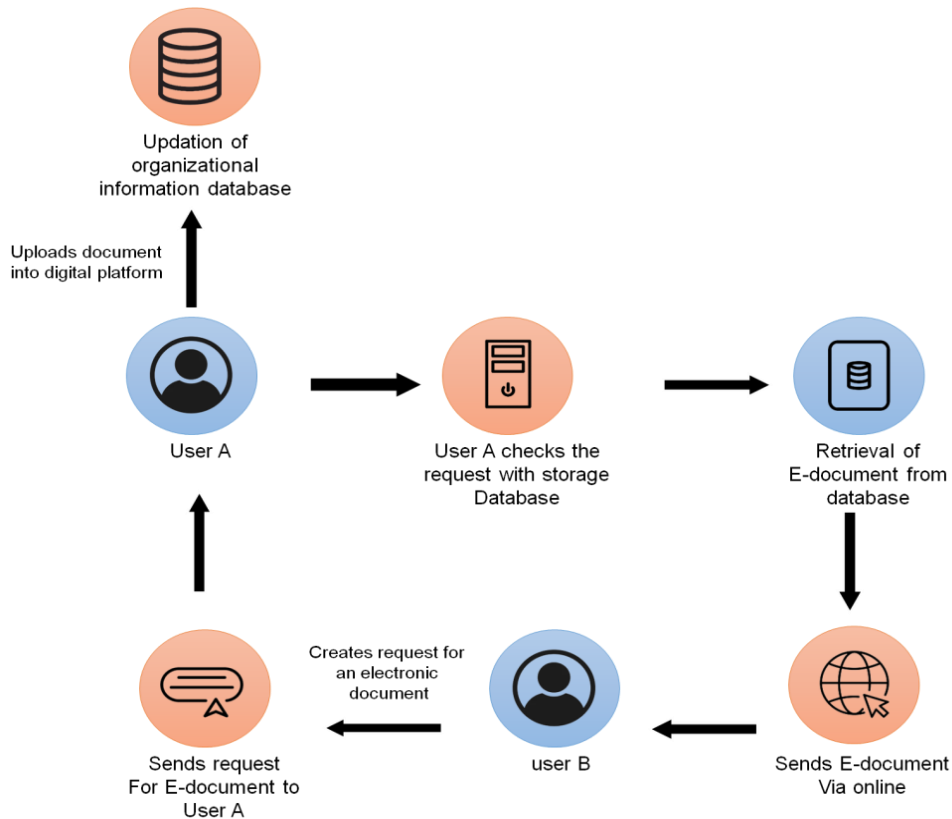 Updation of
organizational
information database
Uploads document
into digital platform
User A
User A checks the
request with storage
Database
Retrieval of
E-document from
database
Creates request for
an electronic
document
Sends request
For E-document to
User A
user B
Sends E-document
Via online